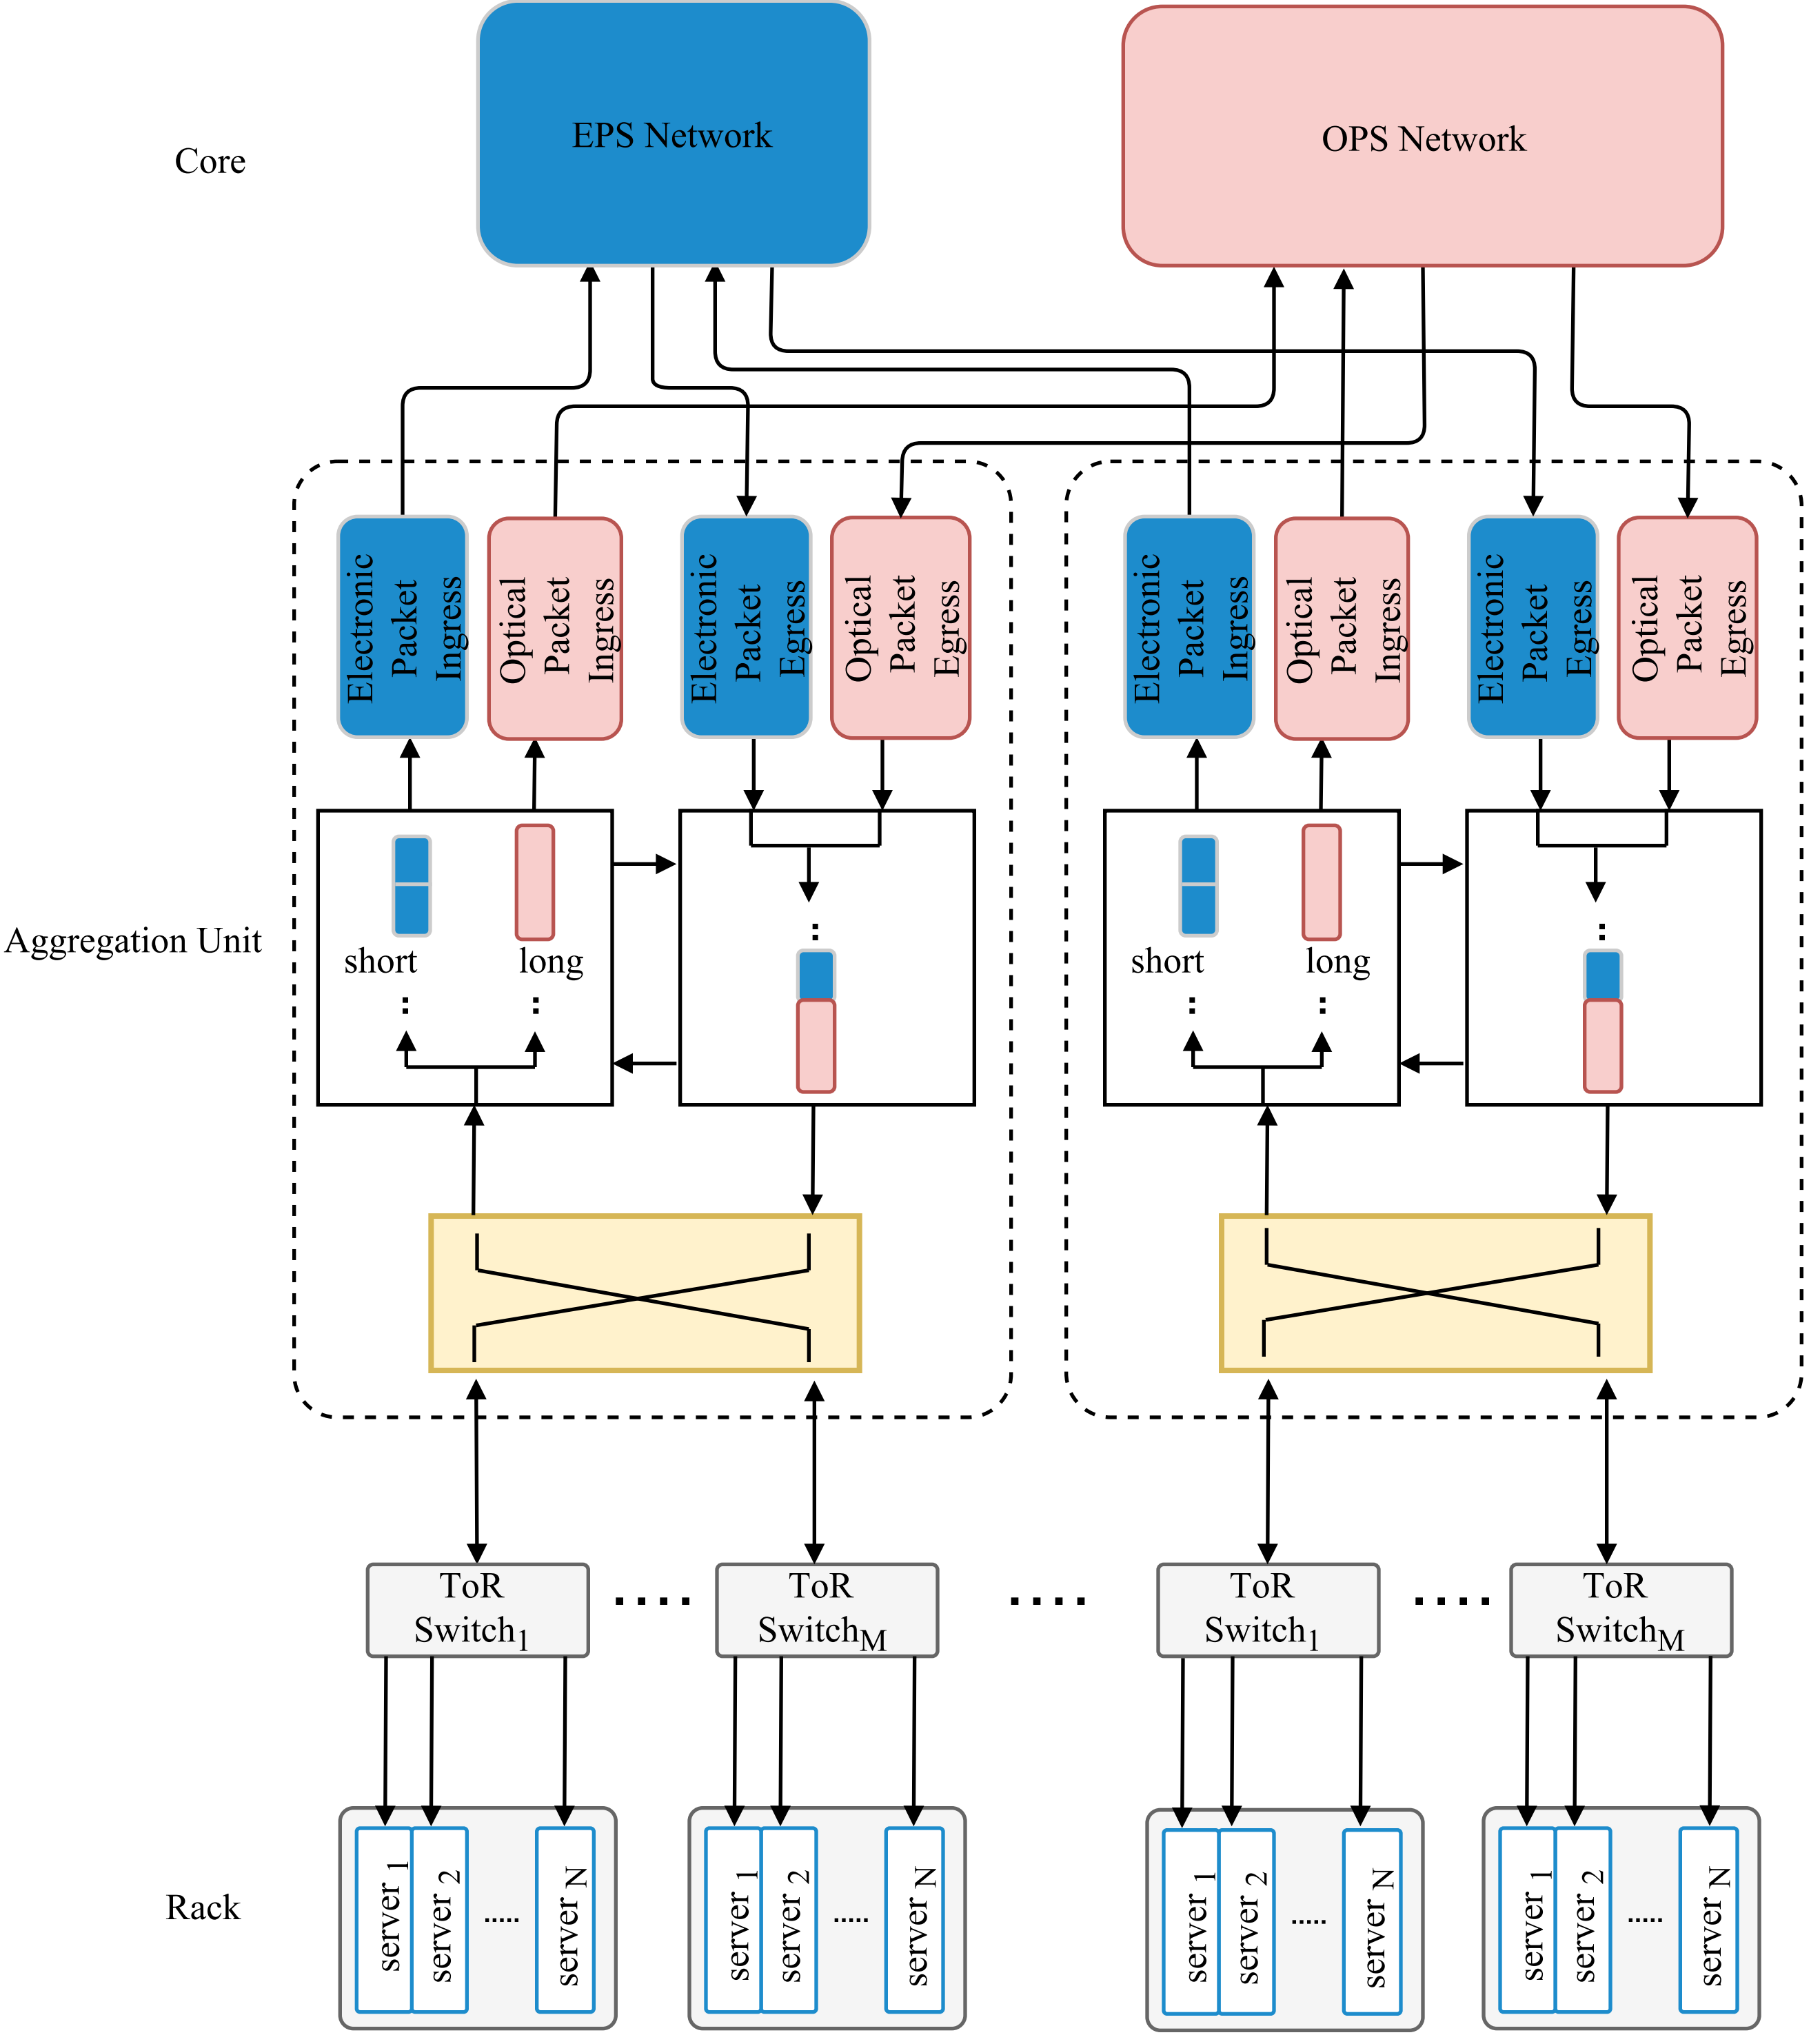 EPS Network
OPS Network
Core
Electronic
Packet
Ingress
Optical
Packet
Ingress
Electronic
Packet
Egress
Optical
Packet
Egress
Electronic
Packet
Ingress
Optical
Packet
Ingress
Electronic
Packet
Egress
Optical
Packet
Egress
Aggregation Unit
short
long
short
long
ToR
Switch1
ToR
SwitchM
ToR
Switch1
ToR
SwitchM
Rack
server 1
server 2
server N
server 1
server 2
server N
server 1
server 2
server N
server 1
server 2
server N